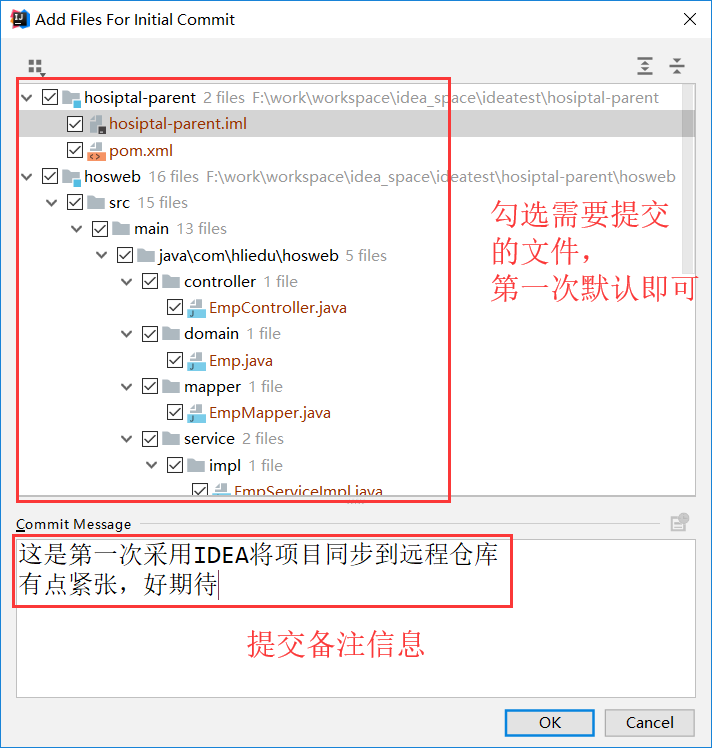 Add Files For Initial Commit
hosiptal-parent 2 files F:\work\workspace\idea_space\ideatest\hosiptal-parent
hosiptal-parent.iml
pom.xml
hosweb 16 files F:\work\workspace\idea_space\ideatest\hosiptal-parent\hosweb
src 15 files
main 13 files
java\com\hliedu\hosweb 5 files
controller 1 file
EmpController.java
domain 1 file
Emp.java
mapper 1 file
EmpMapper.java
service 2 files
impl 1 file
EmpServiceImpl.java
勾选需要提交
的文件，
第一次默认即可
Commit Message
这是第一次采用IDEA将项目同步到远程仓库
有点紧张，好期待
提交备注信息
OK Cancel